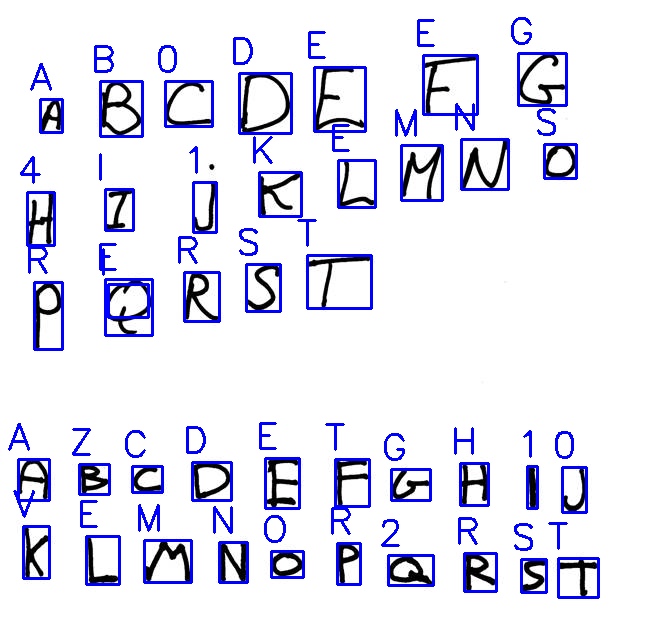 A B 0 D E E G
A B C D E F G
4 I 1 K E M N S
H I J K L M N O
R E R S T
P Q R S T
A Z C D E T G H 1 0
A B C D E F G H I J
V E M N O R 2 R S T
K L M N O P Q R S T